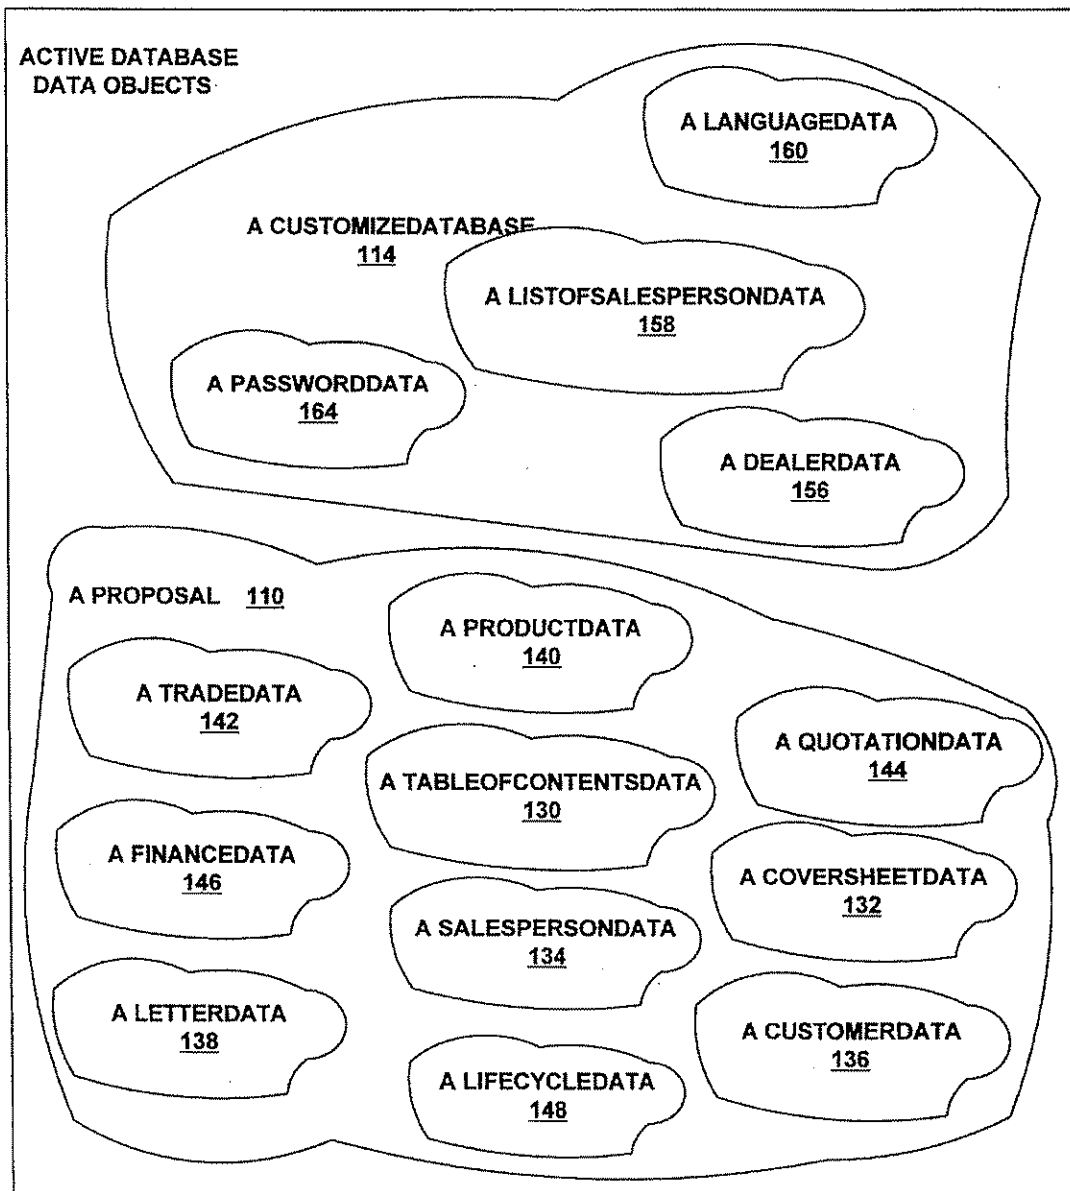 ACTIVE DATABASE
DATA OBJECTS
A LANGUAGEDATA
160
A CUSTOMIZEDATABASE
114
A LISTOFSALESPERSONDATA
158
A PASSWORDDATA
164
A DEALERDATA
156
A PROPOSAL 110
A PRODUCTDATA
140
A TRADEDATA
142
A QUOTATIONDATA
144
A TABLEOFCONTENTSDATA
130
A FINANCEDATA
146
A COVERSHEETDATA
132
A SALESPERSONDATA
134
A LETTERDATA
138
A CUSTOMERDATA
136
A LIFECYCLEDATA
148